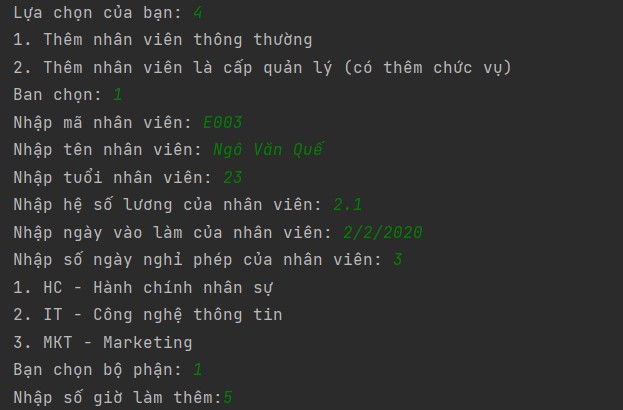 Lựa chọn của bạn: 4
1. Thêm nhân viên thông thường
2. Thêm nhân viên là cấp quản lý (có thêm chức vụ)
Ban chọn: 1
Nhập mã nhân viên: E003
Nhập tên nhân viên: Ngô Văn Quế
Nhập tuổi nhân viên: 23
Nhập hệ số lương của nhân viên: 2.1
Nhập ngày vào làm của nhân viên: 2/2/2020
Nhập số ngày nghỉ phép của nhân viên: 3
1. HC - Hành chính nhân sự
2. IT - Công nghệ thông tin
3. MKT - Marketing
Bạn chọn bộ phận: 1
Nhập số giờ làm thêm:5